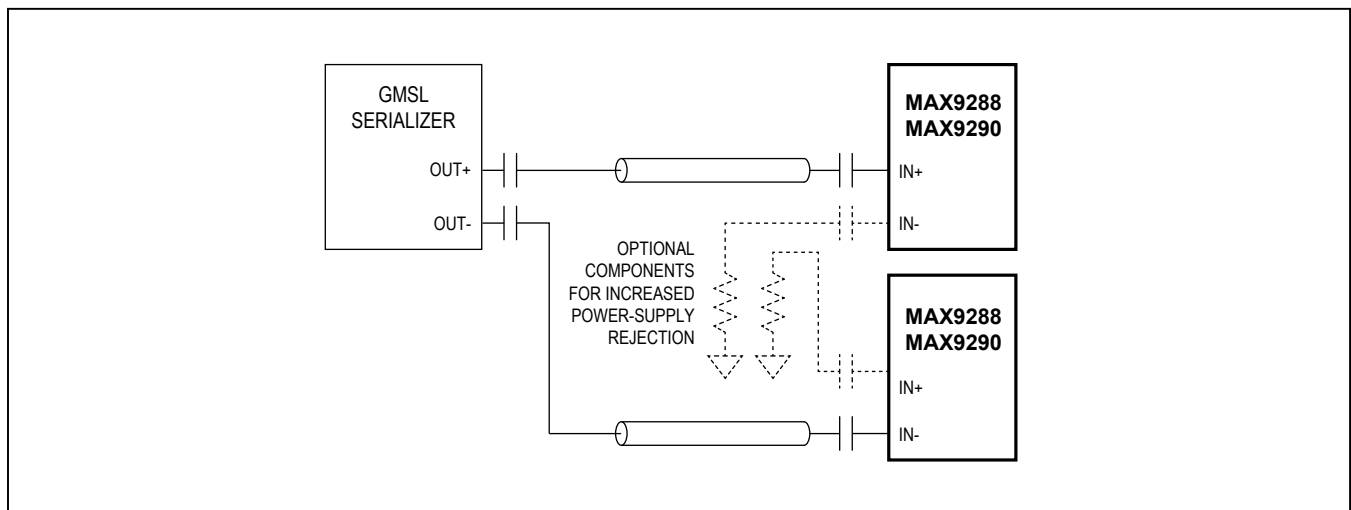 GMSL
SERIALIZER
OUT+
OUT-
MAX9288
MAX9290
IN+
IN-
OPTIONAL
COMPONENTS
FOR INCREASED
POWER-SUPPLY
REJECTION
MAX9288
MAX9290
IN+
IN-